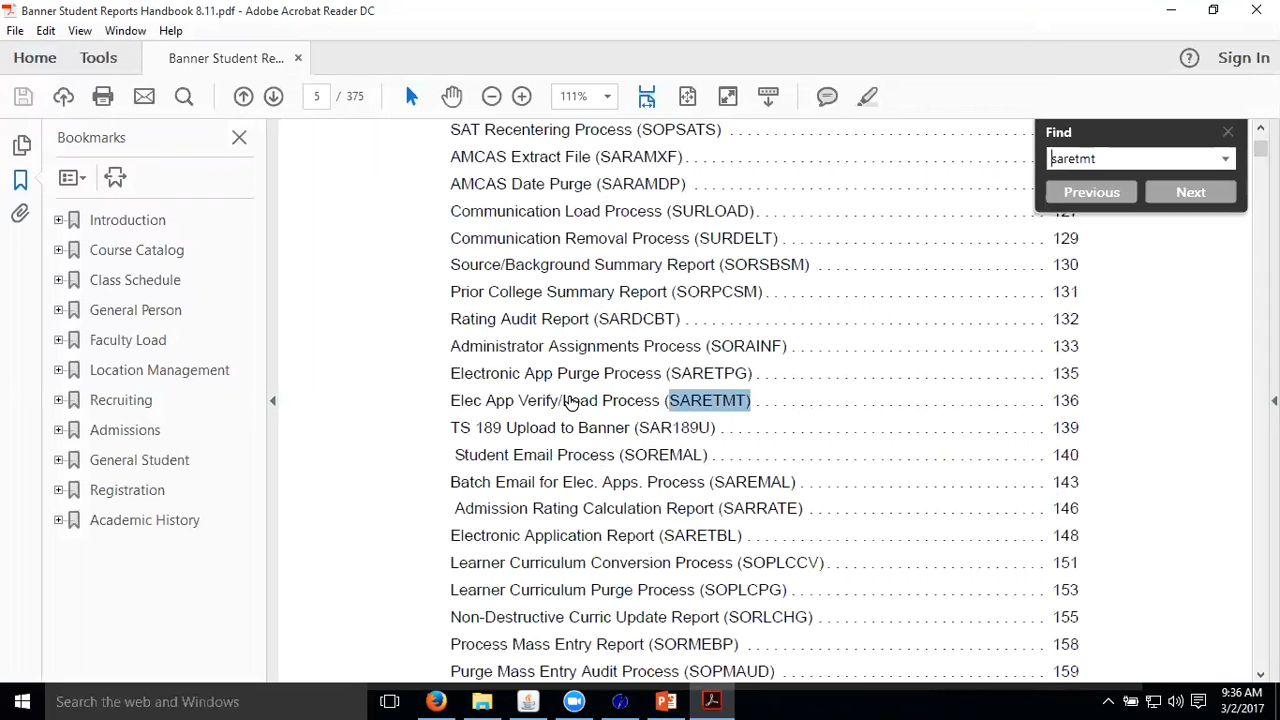 Banner Student Reports Handbook 8.11.pdf - Adobe Acrobat Reader DC
File Edit View Window Help
Home Tools Banner Student Re... × Sign In
5 / 375 111%
Bookmarks
Introduction
Course Catalog
Class Schedule
General Person
Faculty Load
Location Management
Recruiting
Admissions
General Student
Registration
Academic History
SAT Recentering Process (SOPSATS)
AMCAS Extract File (SARAMXF)
AMCAS Date Purge (SARAMDP)
Communication Load Process (SURLOAD) 127
Communication Removal Process (SURDELT) 129
Source/Background Summary Report (SORSBSM) 130
Prior College Summary Report (SORPCSM) 131
Rating Audit Report (SARDCBT) 132
Administrator Assignments Process (SORAINF) 133
Electronic App Purge Process (SARETPG) 135
Elec App Verify/Load Process (SARETMT) 136
TS 189 Upload to Banner (SAR189U) 139
Student Email Process (SOREMAL) 140
Batch Email for Elec. Apps. Process (SAREMAL) 143
Admission Rating Calculation Report (SARRATE) 146
Electronic Application Report (SARETBL) 148
Learner Curriculum Conversion Process (SOPLCCV) 151
Learner Curriculum Purge Process (SOPLCPG) 153
Non-Destructive Curric Update Report (SORLCHG) 155
Process Mass Entry Report (SORMEBP) 158
Purge Mass Entry Audit Process (SOPMAUD) 159
Find
saretmt
Previous Next
Search the web and Windows
9:36 AM
3/2/2017